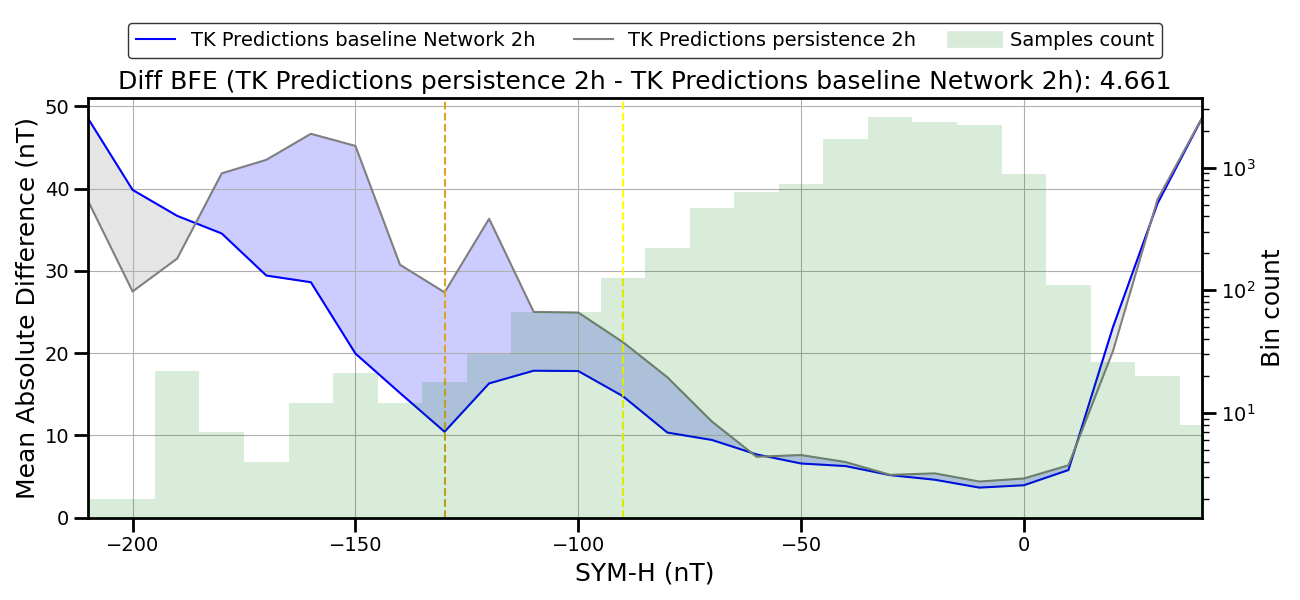 TK Predictions baseline Network 2h TK Predictions persistence 2h Samples count
Diff BFE (TK Predictions persistence 2h - TK Predictions baseline Network 2h): 4.661
Mean Absolute Difference (nT)
50
40
30
20
10
0
−200 −150 −100 −50 0
SYM-H (nT)
10³
10²
10¹
Bin count